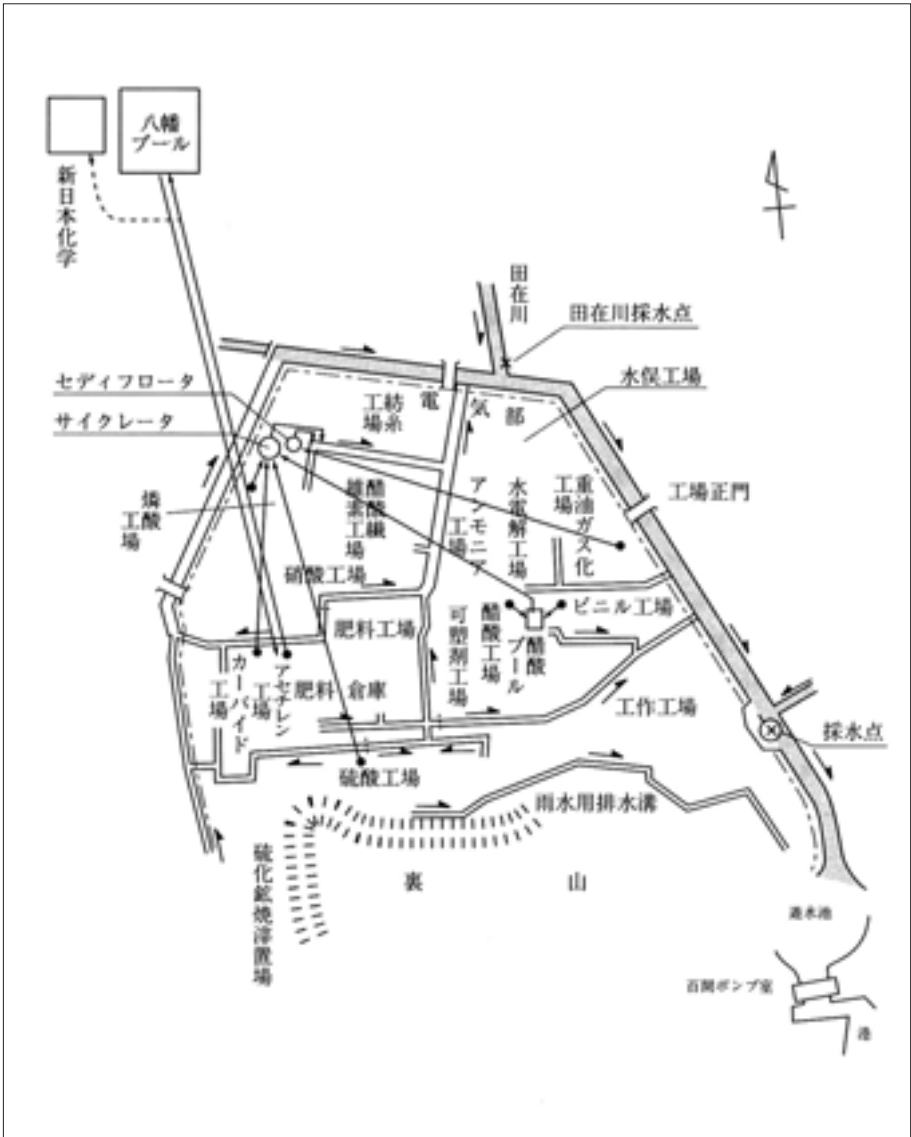 八幡
プール
新日本化学
田在川
田在川採水点
水俣工場
セディフロータ
サイクレータ
紡糸
工場
電気部
燐酸
工場
醋酸繊
維素工場
アンモニア
工場
水電解工場
重油ガス化
工場
工場正門
硝酸工場
ビニル工場
肥料工場
可塑剤工場
醋酸工場
醋酸
プール
カーバイド
工場
アセチレン
工場
肥料倉庫
工作工場
採水点
硫酸工場
雨水用排水溝
硫化鉱焼滓置場
裏山
遊水池
百間ポンプ室
港